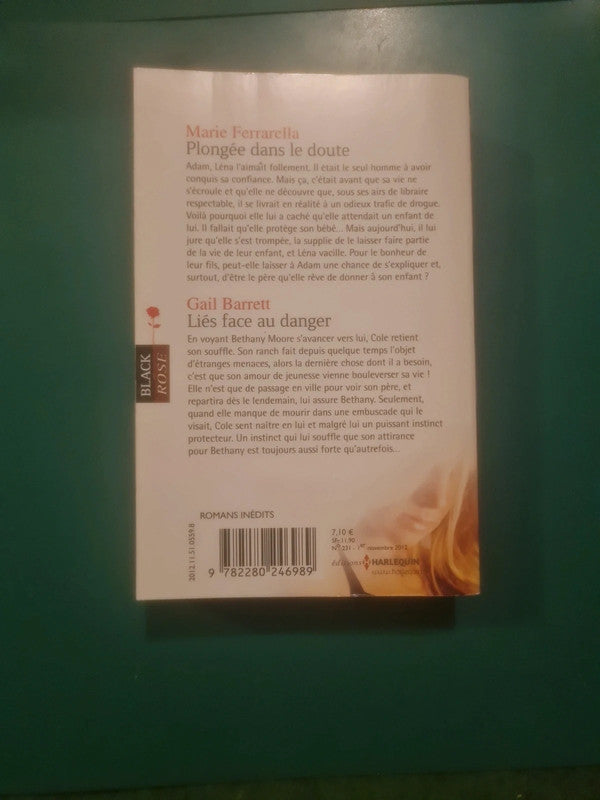 Marie Ferrarella
Plongée dans le doute
Adam, Léna l'aimait follement. Il était le seul homme à avoir
conquis sa confiance. Mais ça, c'était avant que sa vie ne
s'écroule et qu'elle ne découvre que, sous ses airs de libraire
respectable, il se livrait en réalité à un odieux trafic de drogue.
Voilà pourquoi elle lui a caché qu'elle attendait un enfant de
lui. Il fallait qu'elle protège son bébé... Mais aujourd'hui, il lui
jure qu'elle s'est trompée, la supplie de le laisser faire partie
de la vie de leur enfant, et Léna vacille. Pour le bonheur de
leur fils, peut-elle laisser à Adam une chance de s'expliquer et,
surtout, d'être le père qu'elle rêve de donner à son enfant ?
Gail Barrett
Liés face au danger
En voyant Bethany Moore s'avancer vers lui, Cole retient
son souffle. Son ranch fait depuis quelque temps l'objet
d'étranges menaces, alors la dernière chose dont il a besoin,
c'est que son amour de jeunesse vienne bouleverser sa vie !
Elle n'est que de passage en ville pour voir son père, et
repartira dès le lendemain, lui assure Bethany. Seulement,
quand elle manque de mourir dans une embuscade qui le
visait, Cole sent naître en lui et malgré lui un puissant instinct
protecteur. Un instinct qui lui souffle que son attirance
pour Bethany est toujours aussi forte qu'autrefois...
BLACK
ROSE
ROMANS INÉDITS
2012.11.51.0559.8
9 782280 246989
7,10 €
SFr 11.90
N° 221 - 1er novembre 2012
éditions HARLEQUIN